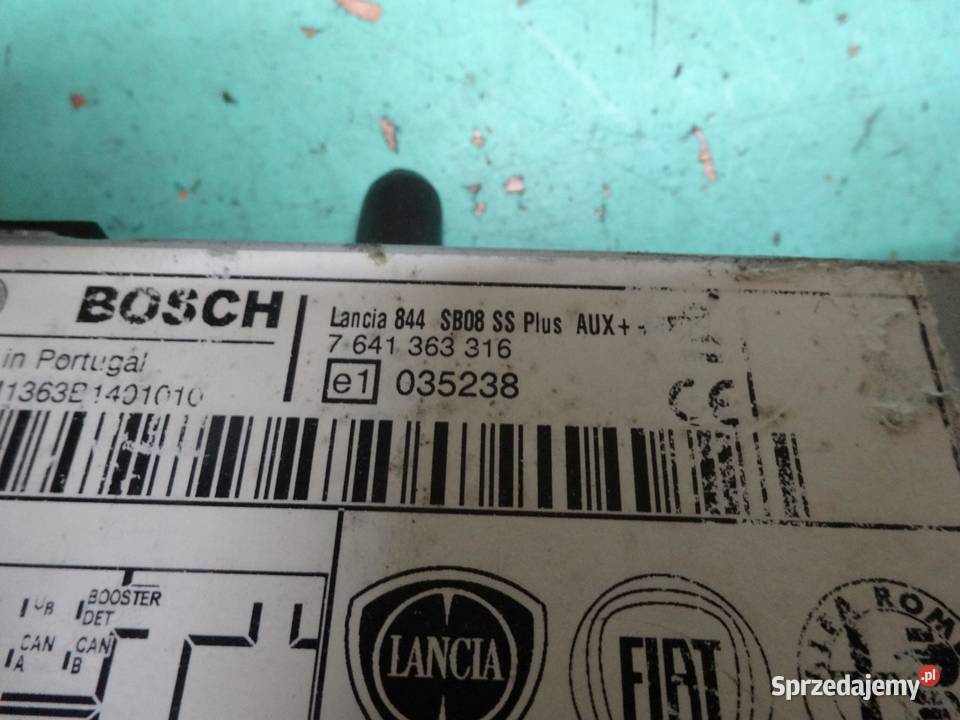 BOSCH
Lancia 844 SB08 SS Plus AUX+
7 641 363 316
in Portugal
e1 035238
CE
UB
BOOSTER
DET
CAN
A
CAN
B
LANCIA
FIAT
ROM
Sprzedajemy.pl